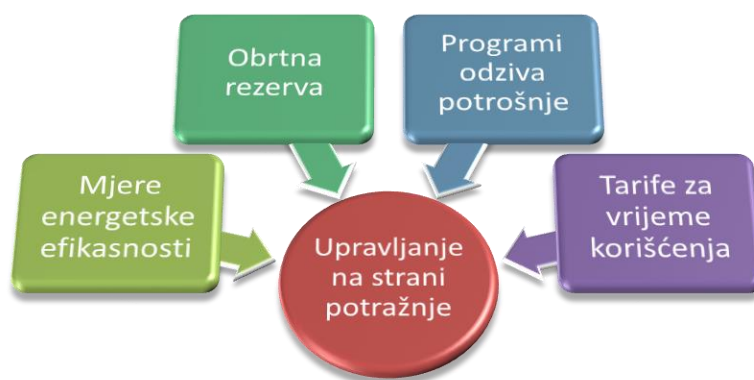 Obrtna
rezerva
Programi
odziva
potrošnje
Mjere
energetske
efikasnosti
Tarife za
vrijeme
korišćenja
Upravljanje
na strani
potražnje